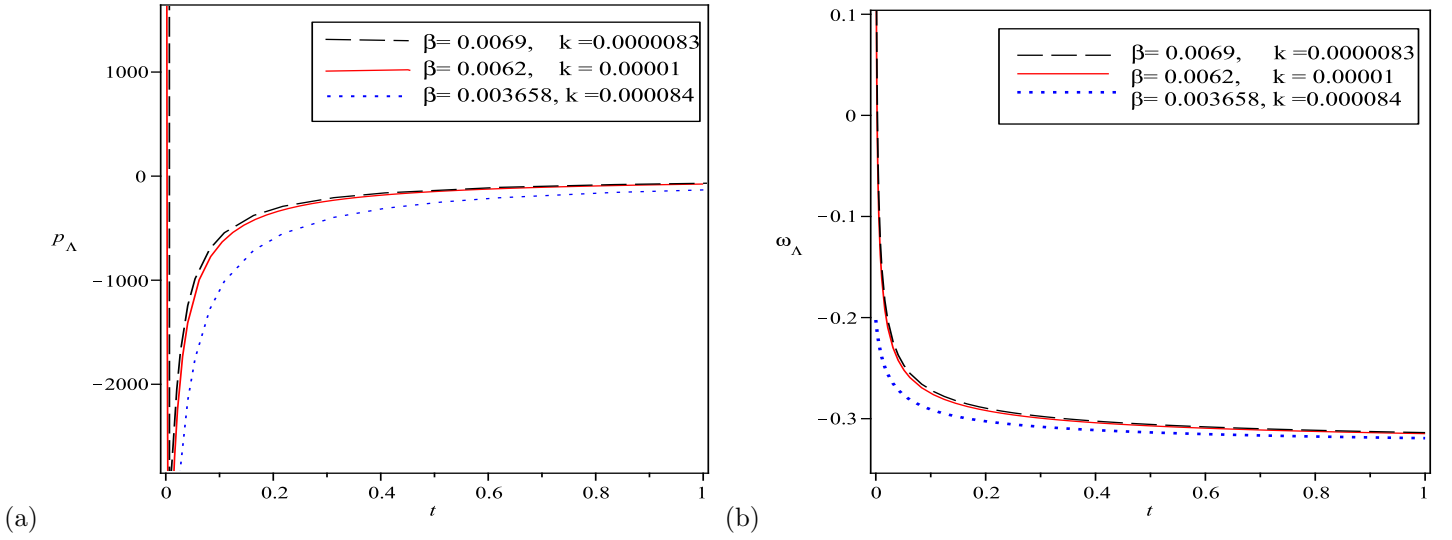 β= 0.0069, k =0.0000083
β= 0.0062, k = 0.00001
β= 0.003658, k =0.000084
1000
0
−1000
−2000
p_Λ
0 0.2 0.4 0.6 0.8 1
t
(a)
β= 0.0069, k =0.0000083
β= 0.0062, k = 0.00001
β= 0.003658, k =0.000084
0.1
0
−0.1
−0.2
−0.3
ω_Λ
0 0.2 0.4 0.6 0.8 1
t
(b)